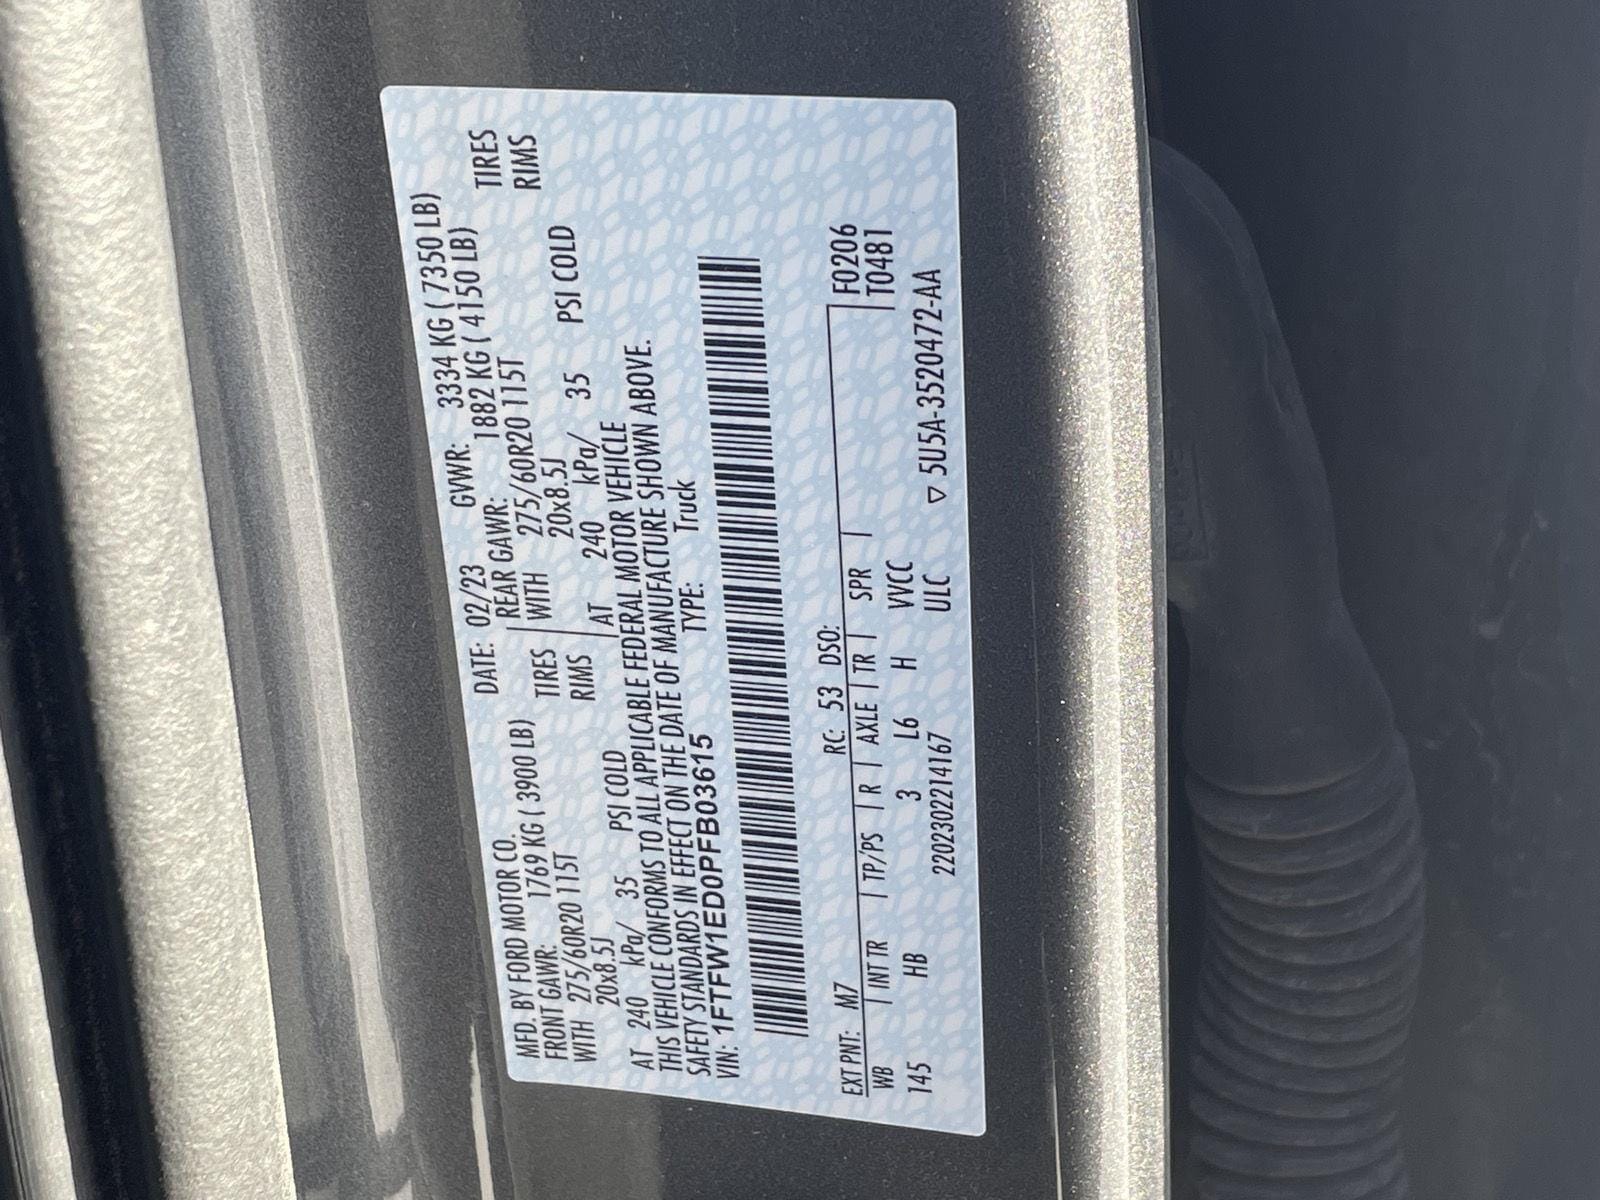 MFD. BY FORD MOTOR CO.
DATE: 02/23 GVWR: 3334 KG ( 7350 LB)
FRONT GAWR: 1769 KG ( 3900 LB) REAR GAWR: 1882 KG ( 4150 LB)
WITH 275/60R20 115T TIRES WITH 275/60R20 115T TIRES
20x8.5J RIMS 20x8.5J RIMS
AT 240 kPa/ 35 PSI COLD AT 240 kPa/ 35 PSI COLD
THIS VEHICLE CONFORMS TO ALL APPLICABLE FEDERAL MOTOR VEHICLE
SAFETY STANDARDS IN EFFECT ON THE DATE OF MANUFACTURE SHOWN ABOVE.
VIN: 1FTFW1ED0PFB03615 TYPE: Truck
EXT PNT: M7 RC: 53 DSO: F0206
WB | INT TR | TP/PS | R | AXLE | TR | SPR | T0481
145 HB 3 L6 H WCC
22023022 14167 ULC ▽ 5U5A-3520472-AA